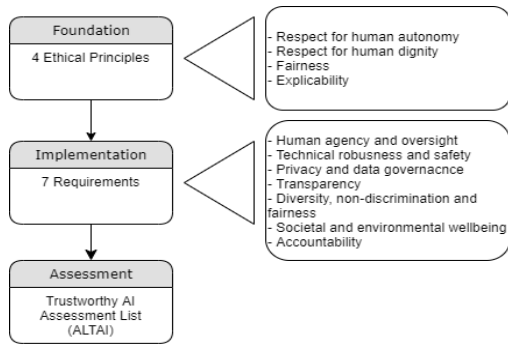 Foundation
4 Ethical Principles
- Respect for human autonomy
- Respect for human dignity
- Fairness
- Explicability
Implementation
7 Requirements
- Human agency and oversight
- Technical robusness and safety
- Privacy and data governacnce
- Transparency
- Diversity, non-discrimination and
fairness
- Societal and environmental wellbeing
- Accountability
Assessment
Trustworthy AI
Assessment List
(ALTAI)